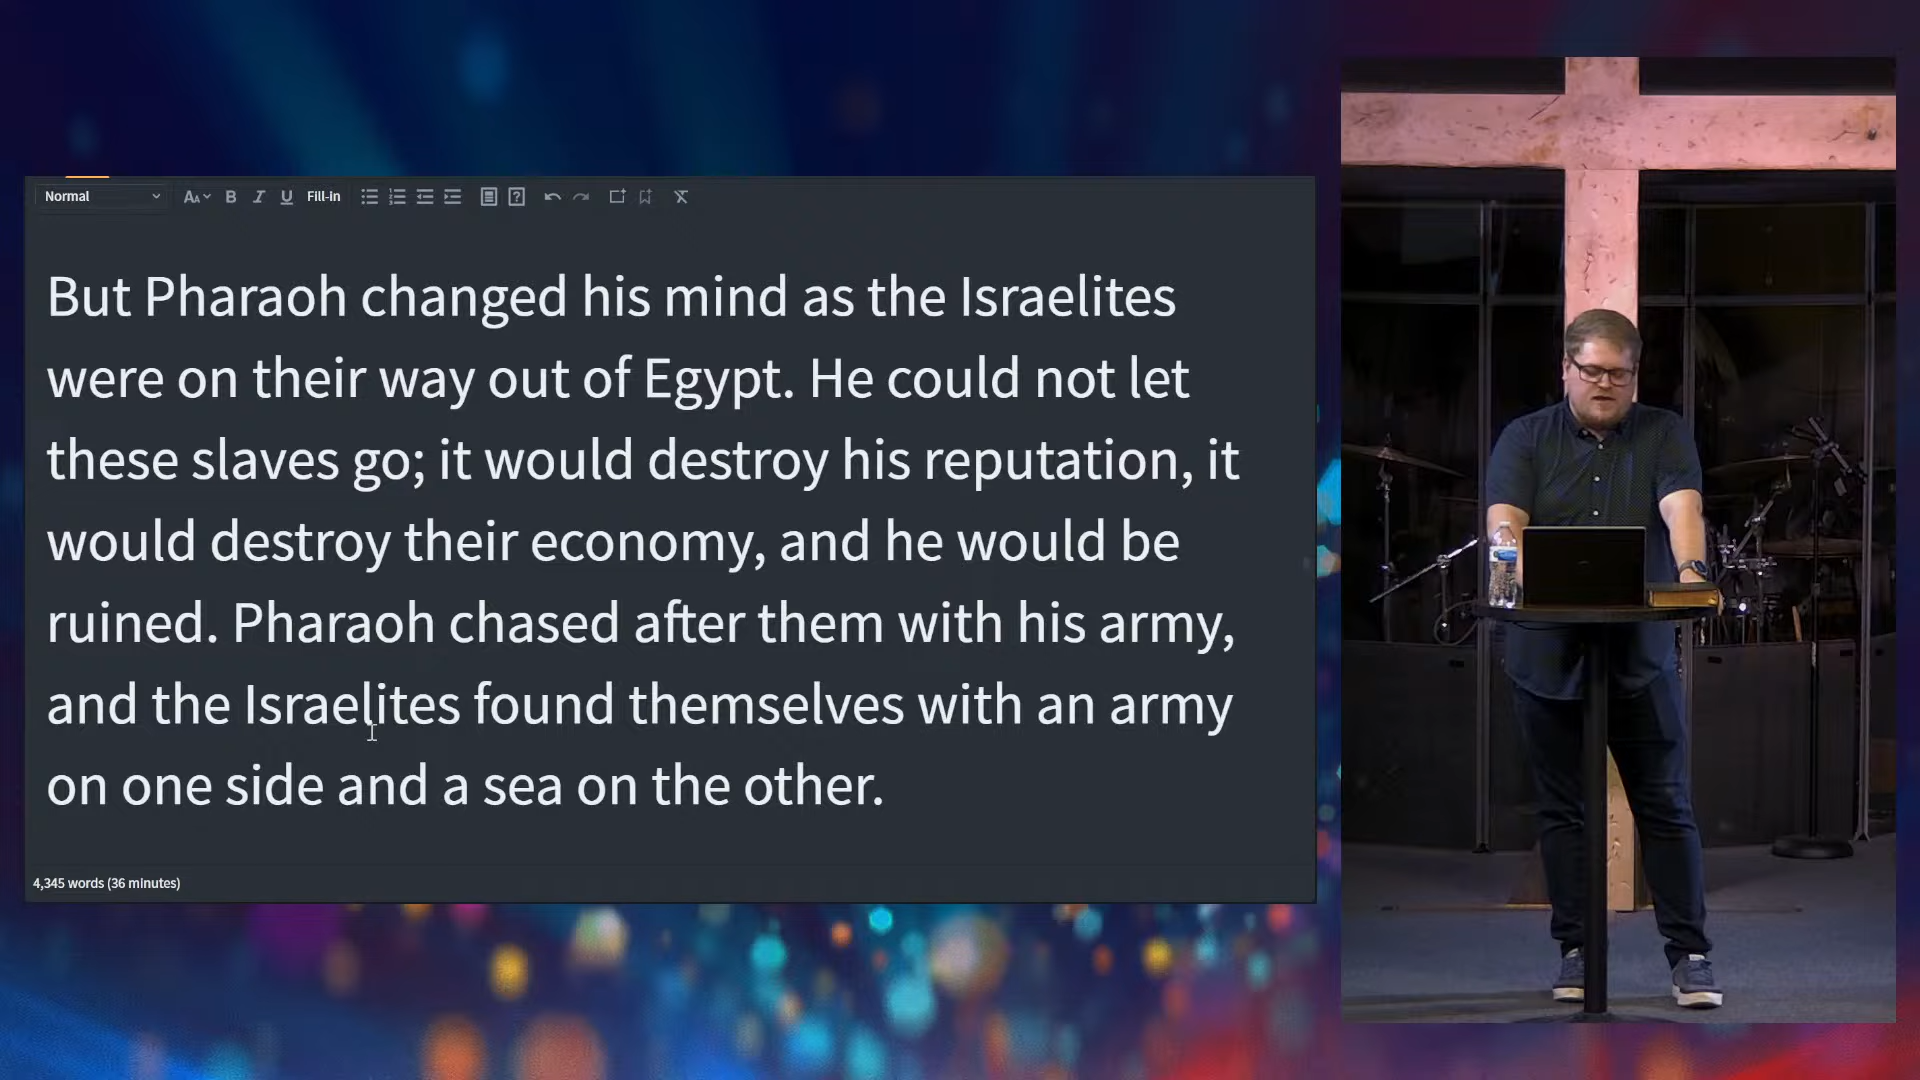 Normal
B I U Fill-in
But Pharaoh changed his mind as the Israelites
were on their way out of Egypt. He could not let
these slaves go; it would destroy his reputation, it
would destroy their economy, and he would be
ruined. Pharaoh chased after them with his army,
and the Israelites found themselves with an army
on one side and a sea on the other.
4,345 words (36 minutes)